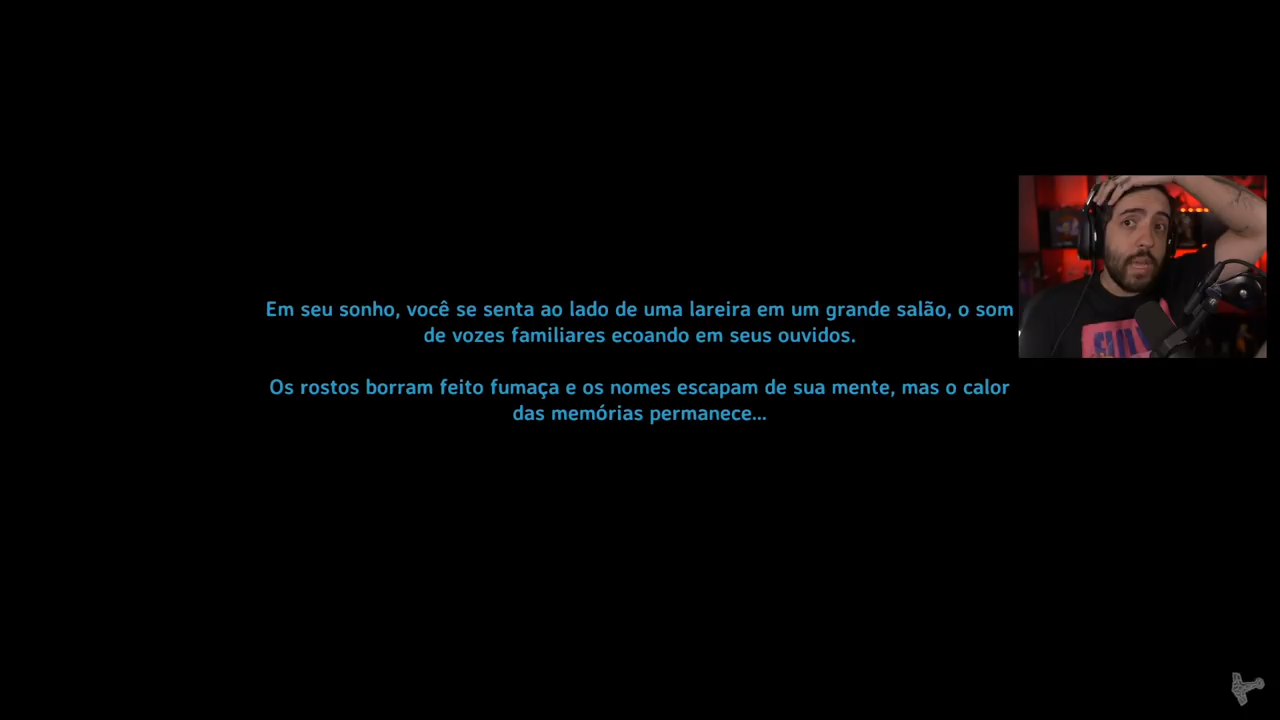 Em seu sonho, você se senta ao lado de uma lareira em um grande salão, o som
de vozes familiares ecoando em seus ouvidos.
Os rostos borram feito fumaça e os nomes escapam de sua mente, mas o calor
das memórias permanece...